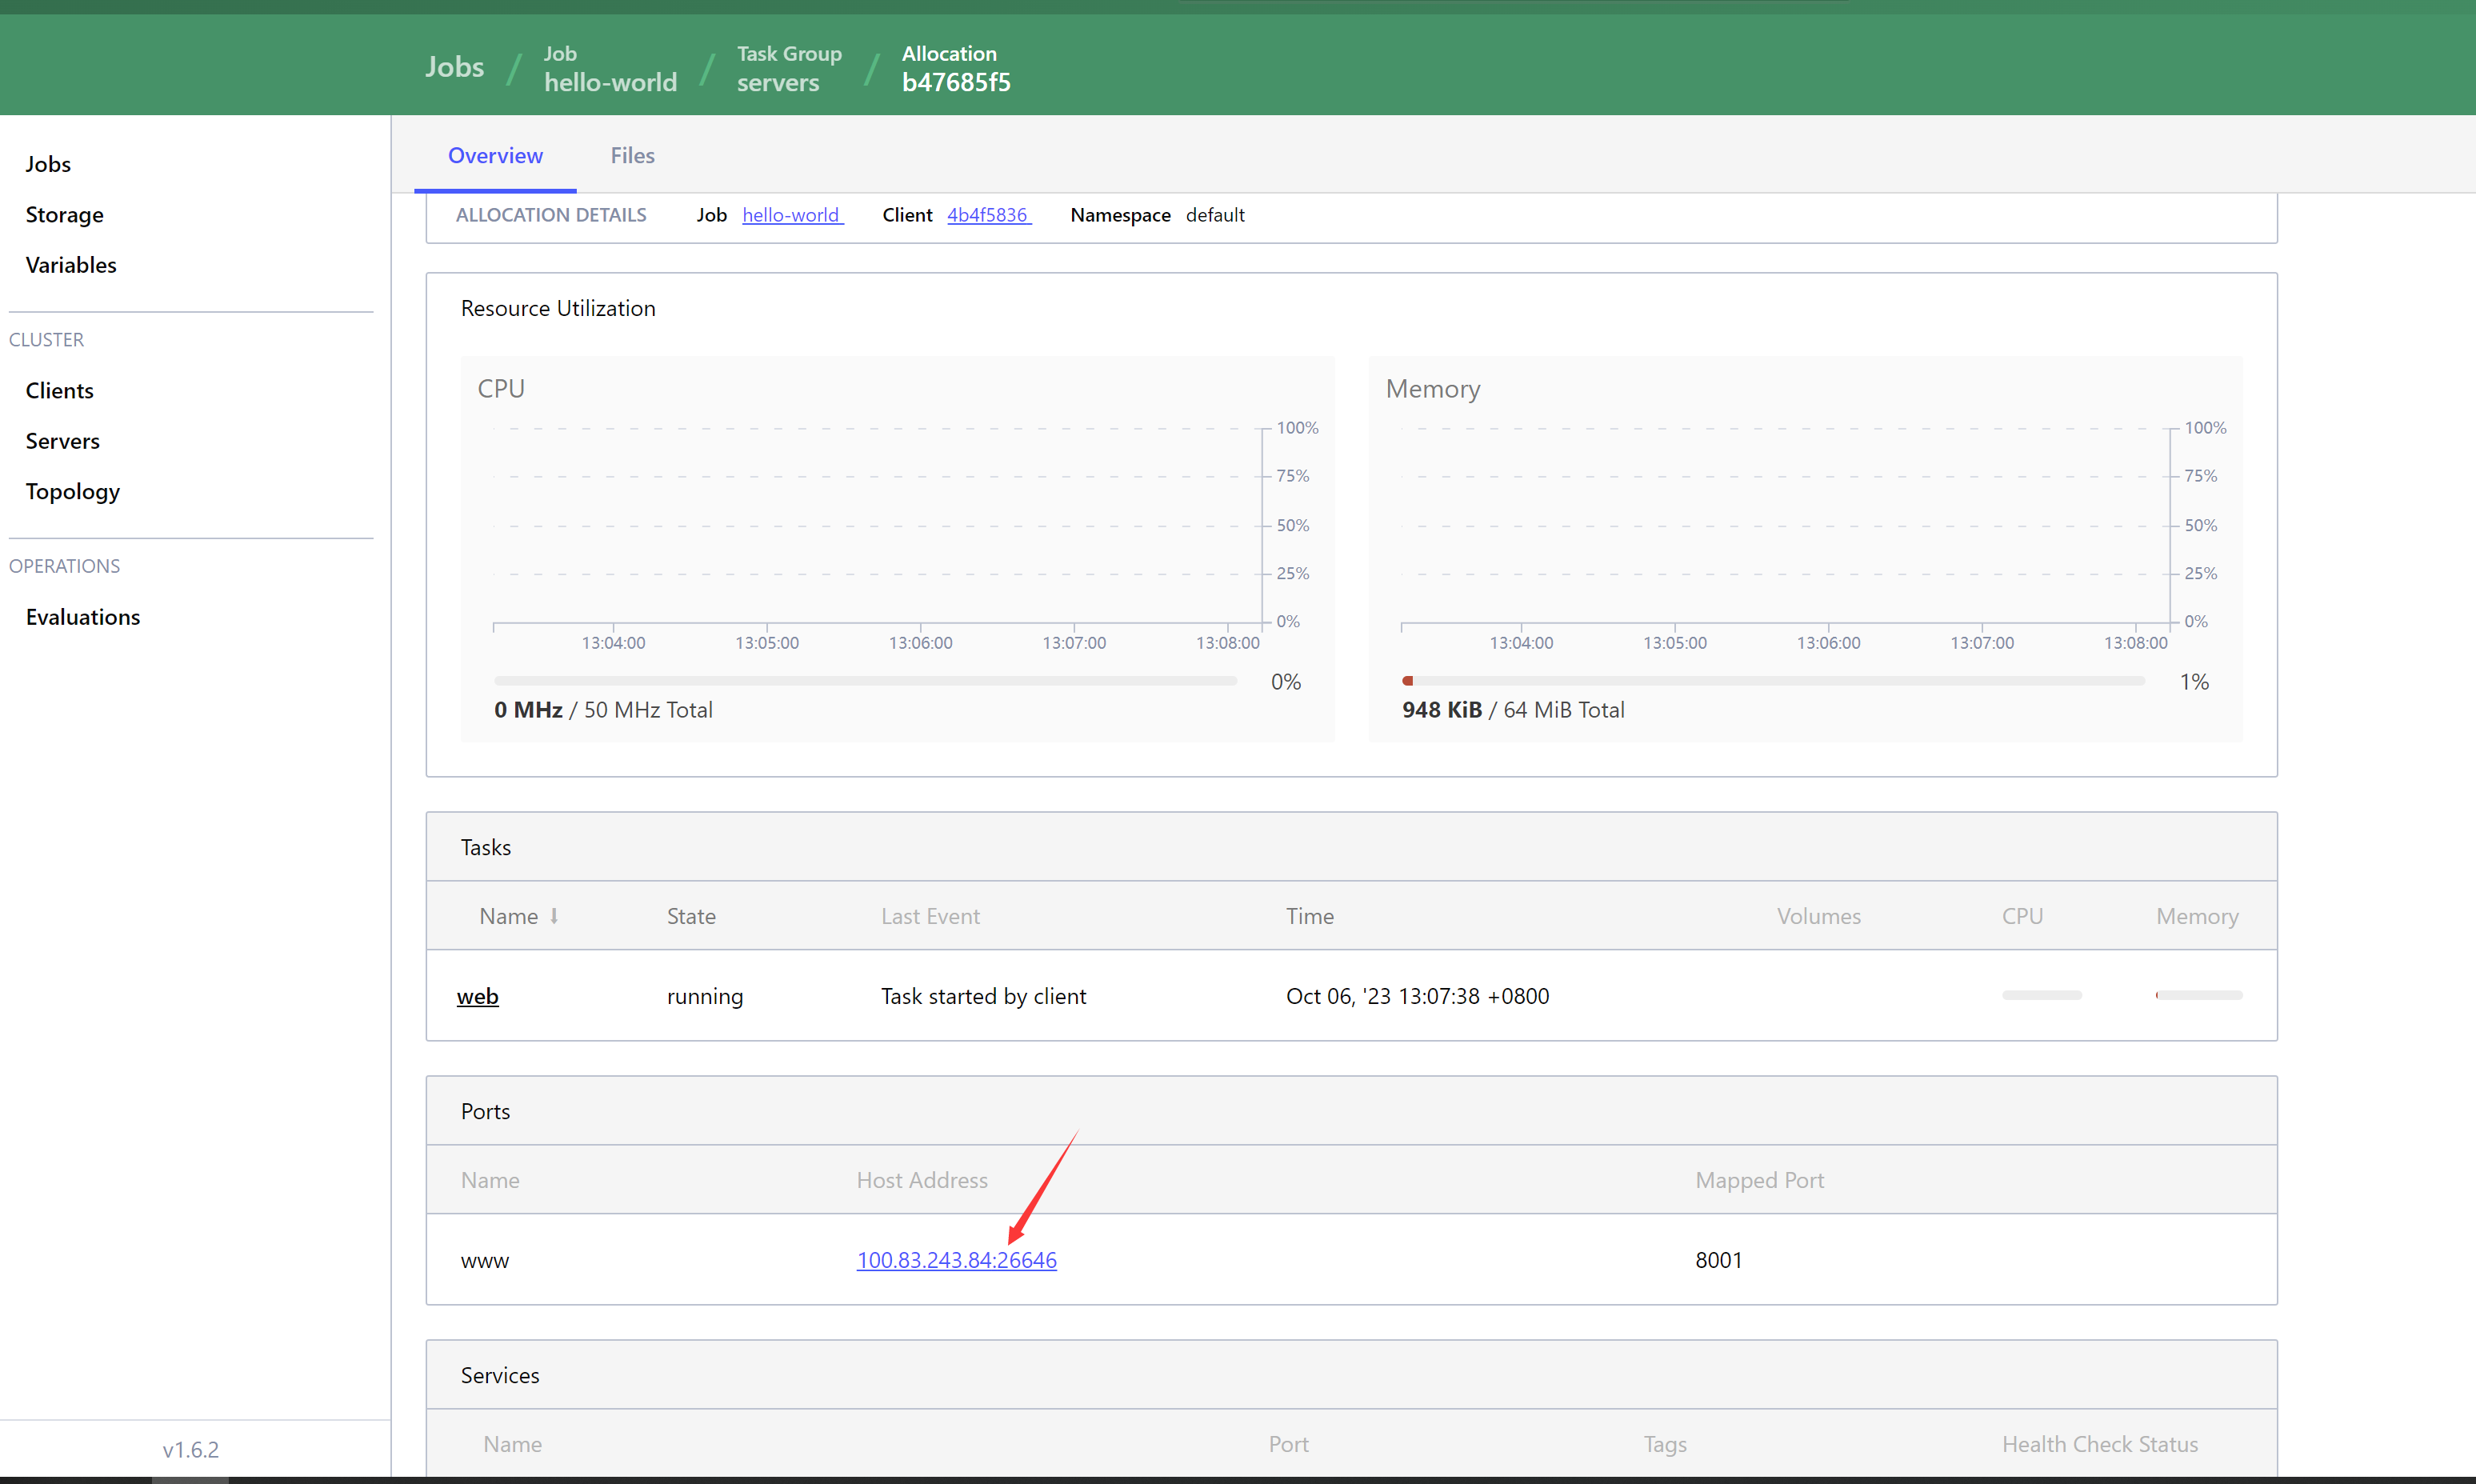 Jobs / Job hello-world / Task Group servers / Allocation b47685f5
Jobs
Storage
Variables
CLUSTER
Clients
Servers
Topology
OPERATIONS
Evaluations
v1.6.2
Overview Files
ALLOCATION DETAILS Job hello-world Client 4b4f5836 Namespace default
Resource Utilization
CPU
100%
75%
50%
25%
0%
13:04:00 13:05:00 13:06:00 13:07:00 13:08:00
0%
0 MHz / 50 MHz Total
Memory
100%
75%
50%
25%
0%
13:04:00 13:05:00 13:06:00 13:07:00 13:08:00
1%
948 KiB / 64 MiB Total
Tasks
Name State Last Event Time Volumes CPU Memory
web running Task started by client Oct 06, '23 13:07:38 +0800
Ports
Name Host Address Mapped Port
www 100.83.243.84:26646 8001
Services
Name Port Tags Health Check Status